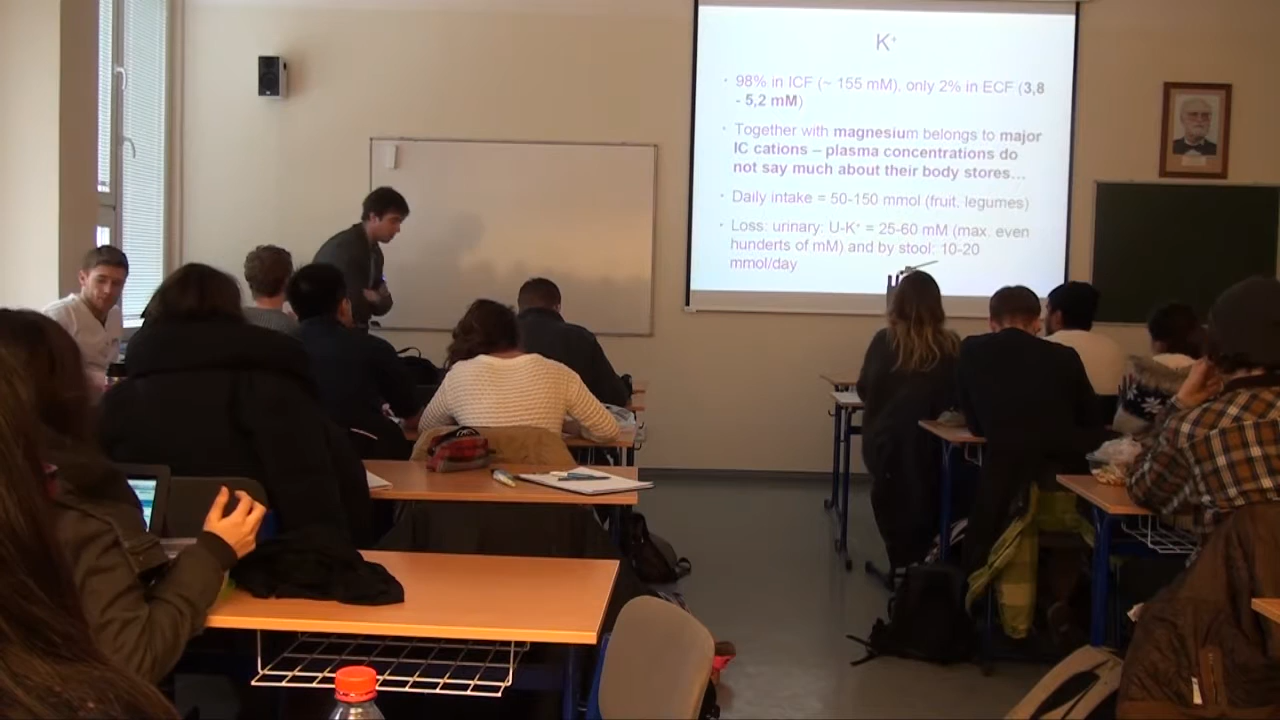 K⁺
• 98% in ICF (~ 155 mM), only 2% in ECF (3,8
- 5,2 mM)
• Together with magnesium belongs to major
IC cations – plasma concentrations do
not say much about their body stores…
• Daily intake = 50-150 mmol (fruit, legumes)
• Loss: urinary: U-K⁺ = 25-60 mM (max. even
hunderts of mM) and by stool: 10-20
mmol/day